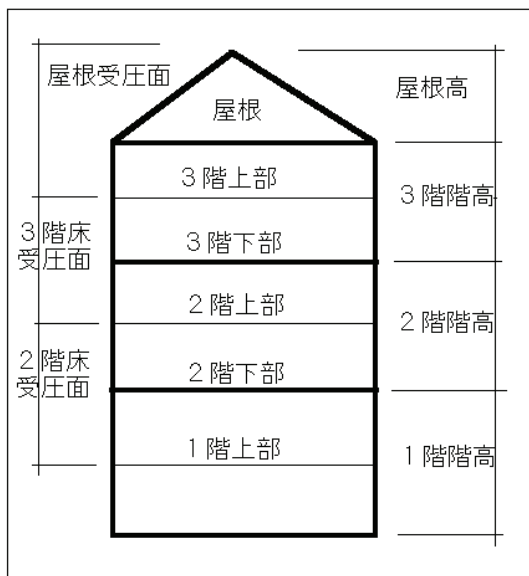 屋根受圧面
屋根高
屋根
３階上部
３階階高
３階床
受圧面
３階下部
２階上部
２階階高
２階床
受圧面
２階下部
１階上部
１階階高